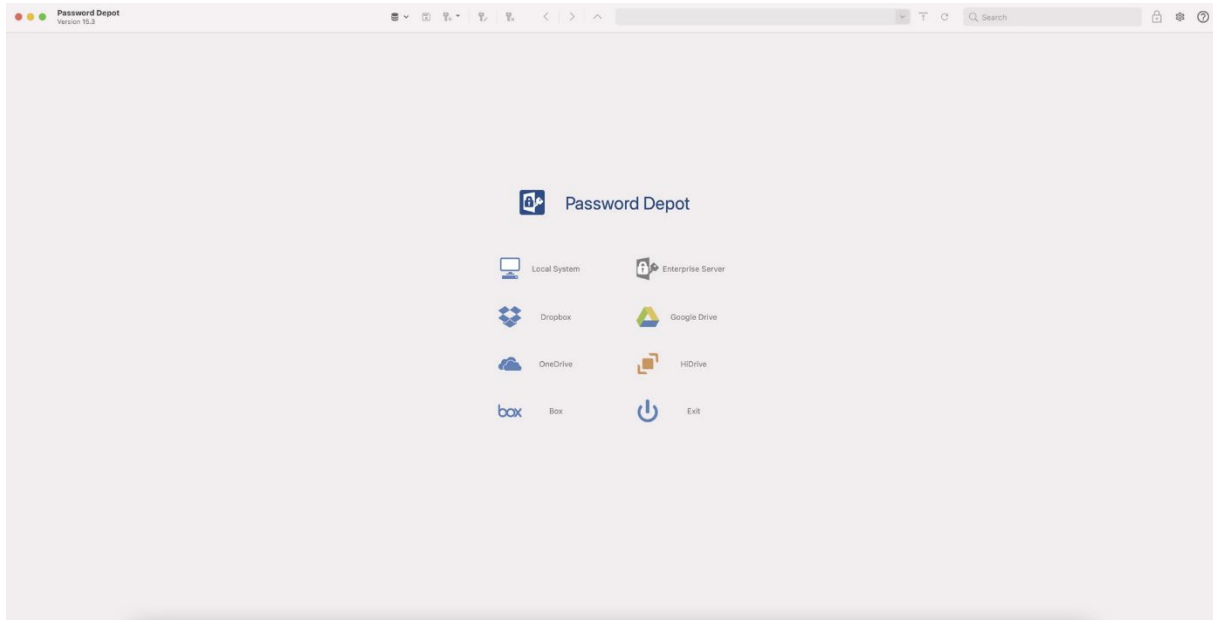 Password Depot
Version 15.3
Search
Password Depot
Local System
Enterprise Server
Dropbox
Google Drive
OneDrive
HiDrive
box
Box
Exit